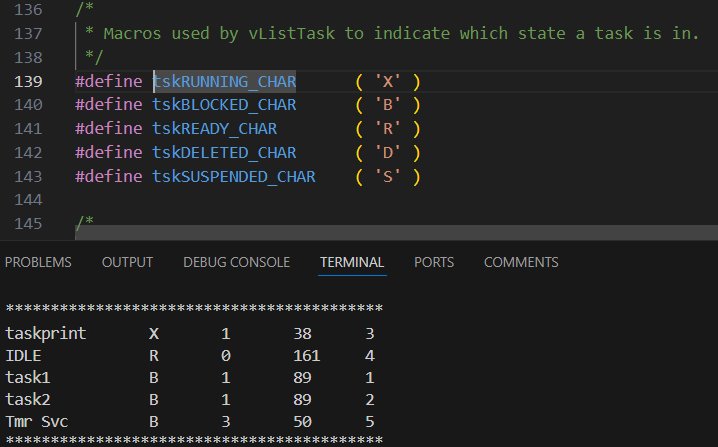 136 /*
137  * Macros used by vListTask to indicate which state a task is in.
138  */
139 #define tskRUNNING_CHAR      ( 'X' )
140 #define tskBLOCKED_CHAR      ( 'B' )
141 #define tskREADY_CHAR        ( 'R' )
142 #define tskDELETED_CHAR      ( 'D' )
143 #define tskSUSPENDED_CHAR    ( 'S' )
144
145 /*
PROBLEMS OUTPUT DEBUG CONSOLE TERMINAL PORTS COMMENTS
******************************************
taskprint       X       1       38      3
IDLE            R       0       161     4
task1           B       1       89      1
task2           B       1       89      2
Tmr Svc         B       3       50      5
******************************************